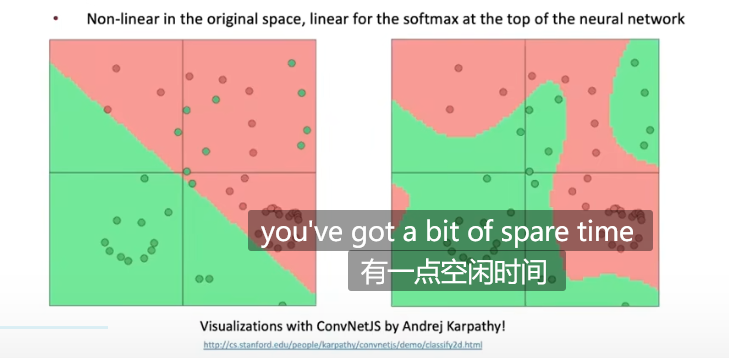 • Non-linear in the original space, linear for the softmax at the top of the neural network
you've got a bit of spare time
有一点空闲时间
Visualizations with ConvNetJS by Andrej Karpathy!
http://cs.stanford.edu/people/karpathy/convnetjs/demo/classify2d.html